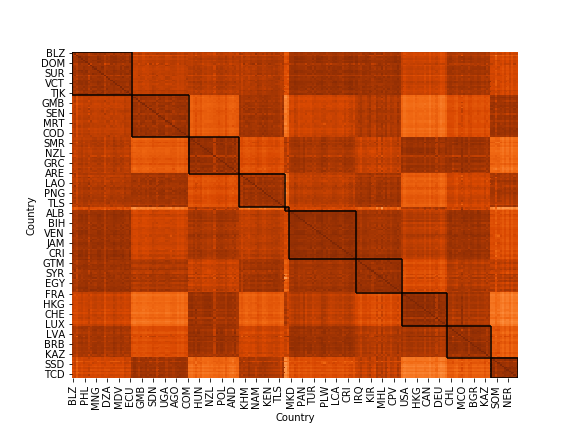 BLZ
DOM
SUR
VCT
TJK
GMB
SEN
MRT
COD
SMR
NZL
GRC
ARE
LAO
PNG
TLS
ALB
BIH
VEN
JAM
CRI
GTM
SYR
EGY
FRA
HKG
CHE
LUX
LVA
BRB
KAZ
SSD
TCD
Country
BLZ PHL MNG DZA MDV ECU GMB SDN UGA AGO COM HUN NZL POL AND KHM NAM KEN TLS MKD PAN TUR PLW LCA CRI IRQ KIR MHL CPV USA HKG CAN DEU CHL MCO BGR KAZ SOM NER
Country